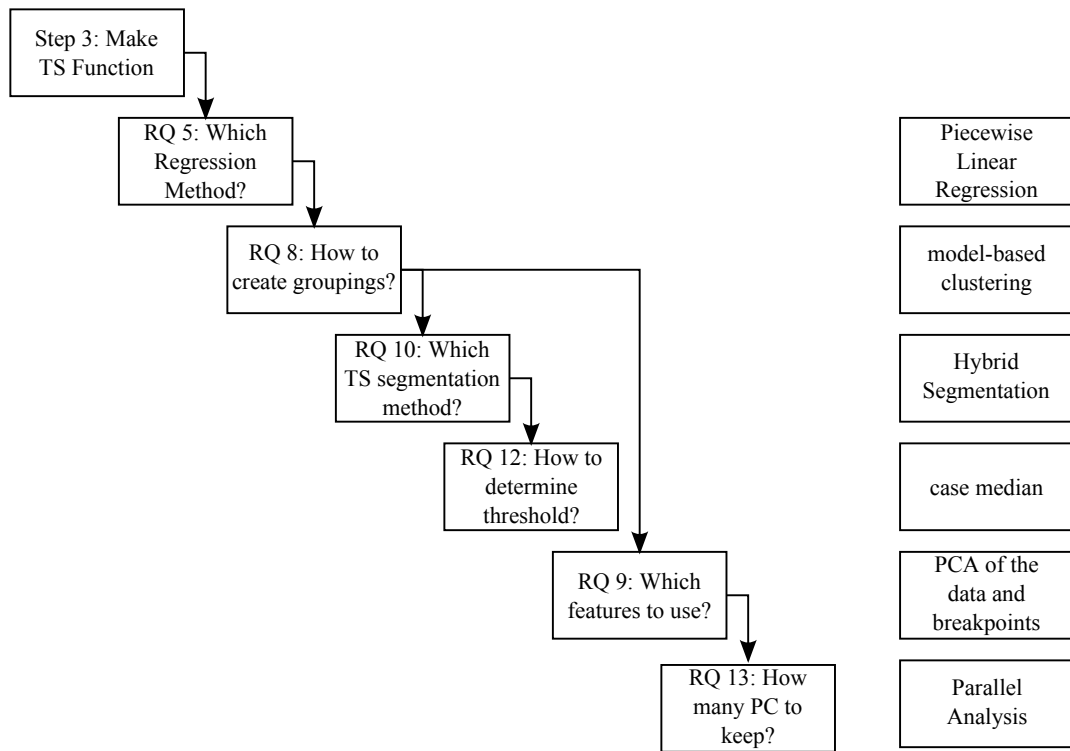 Step 3: Make
TS Function
RQ 5: Which
Regression
Method?
Piecewise
Linear
Regression
RQ 8: How to
create groupings?
model-based
clustering
RQ 10: Which
TS segmentation
method?
Hybrid
Segmentation
RQ 12: How to
determine
threshold?
case median
RQ 9: Which
features to use?
PCA of the
data and
breakpoints
RQ 13: How
many PC to
keep?
Parallel
Analysis